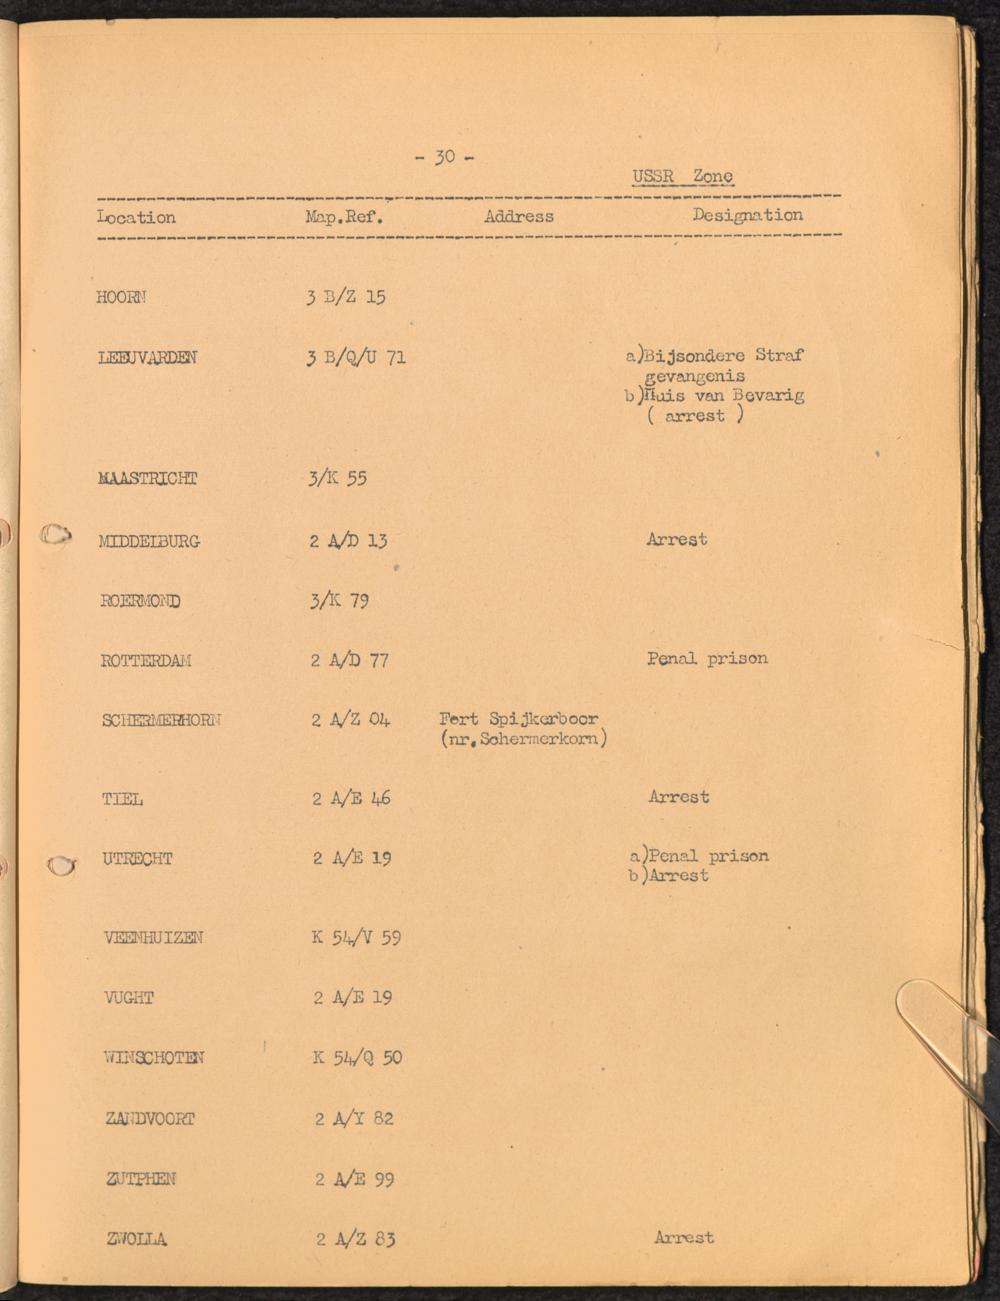 - 30 -
USSR Zone
Location Map.Ref. Address Designation
HOORN 3 B/Z 15
LEEUVARDEN 3 B/Q/U 71 a)Bijsondere Straf
gevangenis
b)Huis van Bevarig
( arrest )
MAASTRICHT 3/K 55
MIDDELBURG 2 A/D 13 Arrest
ROERMOND 3/K 79
ROTTERDAM 2 A/D 77 Penal prison
SCHERMERHORN 2 A/Z 04 Fort Spijkerboor
(nr.Schermerkorn)
TIEL 2 A/E 46 Arrest
UTRECHT 2 A/E 19 a)Penal prison
b)Arrest
VEENHUIZEN K 54/V 59
VUGHT 2 A/E 19
WINSCHOTEN K 54/Q 50
ZANDVOORT 2 A/Y 82
ZUTPHEN 2 A/E 99
ZWOLLA 2 A/Z 83 Arrest